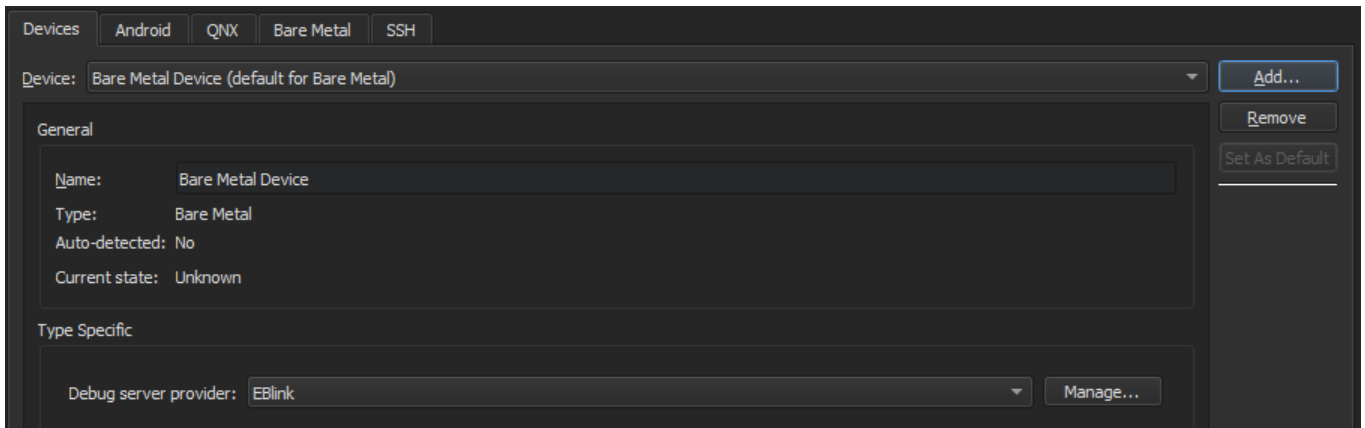 Devices Android QNX Bare Metal SSH
Device: Bare Metal Device (default for Bare Metal) Add...
Remove
Set As Default
General
Name: Bare Metal Device
Type: Bare Metal
Auto-detected: No
Current state: Unknown
Type Specific
Debug server provider: EBlink Manage...